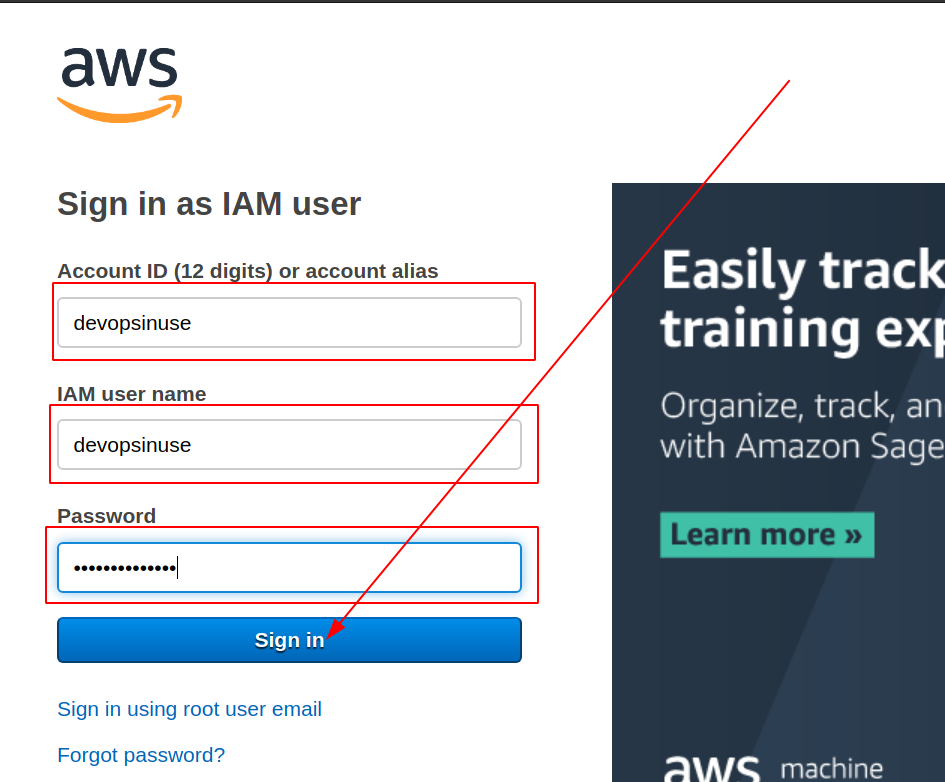 aws
Sign in as IAM user
Account ID (12 digits) or account alias
devopsinuse
IAM user name
devopsinuse
Password
••••••••••••••
Sign in
Sign in using root user email
Forgot password?
Easily track
training exp
Organize, track, an
with Amazon Sage
Learn more »
aws machine